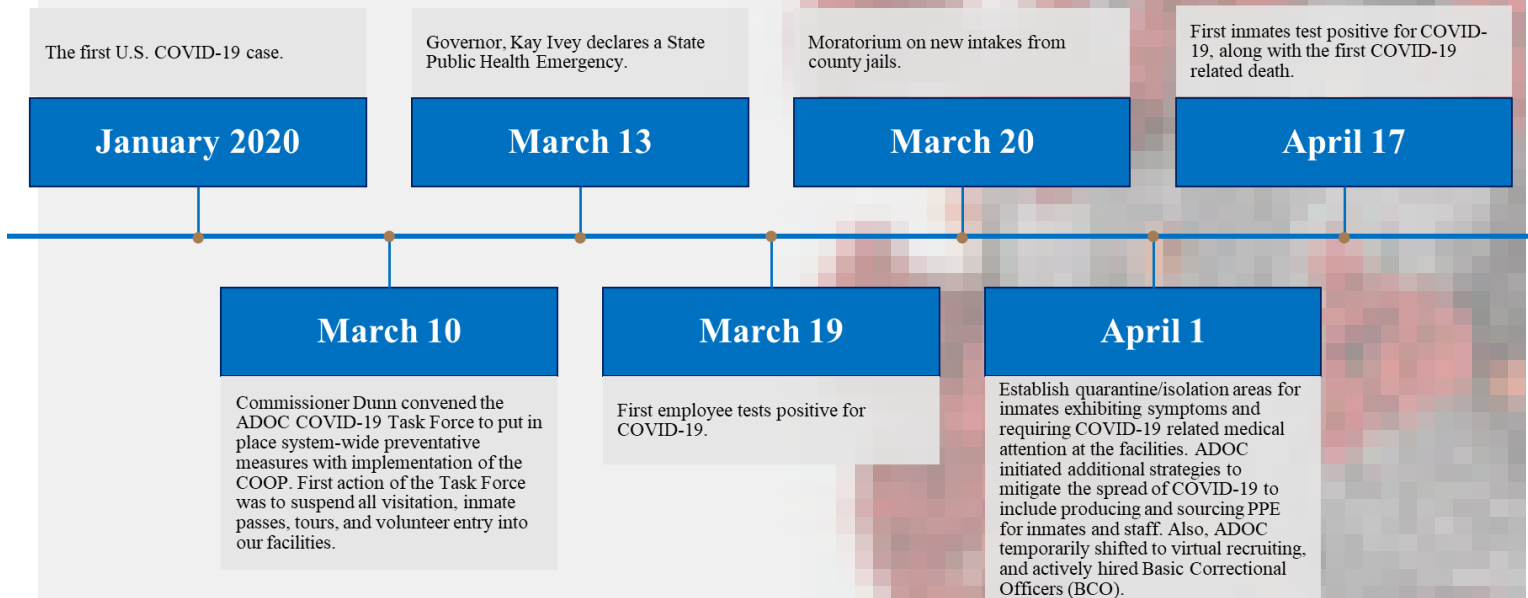 The first U.S. COVID-19 case.
January 2020
Governor, Kay Ivey declares a State
Public Health Emergency.
March 13
Moratorium on new intakes from
county jails.
March 20
First inmates test positive for COVID-
19, along with the first COVID-19
related death.
April 17
March 10
Commissioner Dunn convened the
ADOC COVID-19 Task Force to put in
place system-wide preventative
measures with implementation of the
COOP. First action of the Task Force
was to suspend all visitation, inmate
passes, tours, and volunteer entry into
our facilities.
March 19
First employee tests positive for
COVID-19.
April 1
Establish quarantine/isolation areas for
inmates exhibiting symptoms and
requiring COVID-19 related medical
attention at the facilities. ADOC
initiated additional strategies to
mitigate the spread of COVID-19 to
include producing and sourcing PPE
for inmates and staff. Also, ADOC
temporarily shifted to virtual recruiting,
and actively hired Basic Correctional
Officers (BCO).